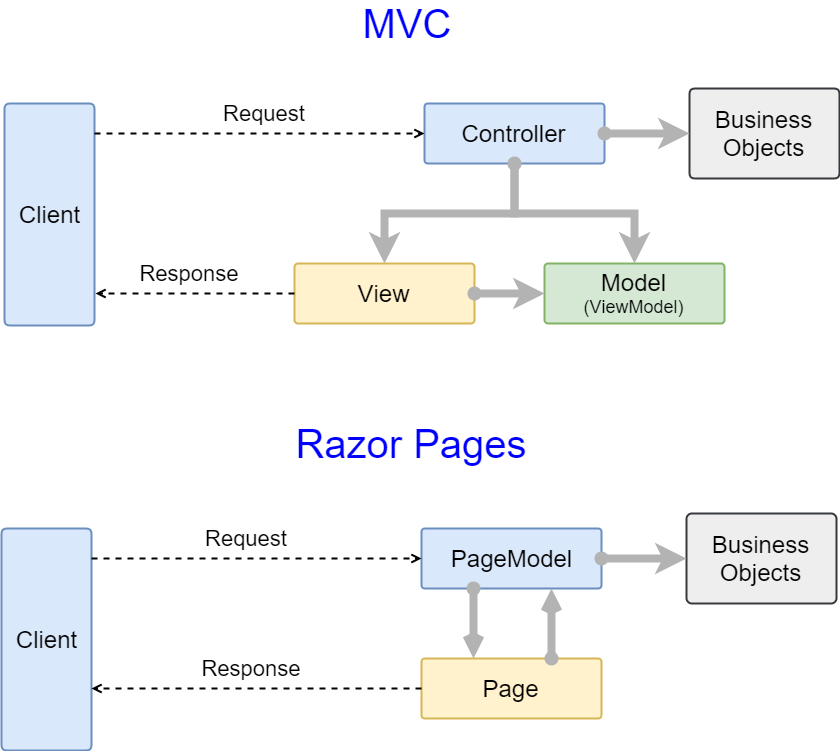 MVC
Request
Controller
Business
Objects
Client
Response
View
Model
(ViewModel)
Razor Pages
Request
PageModel
Business
Objects
Client
Response
Page